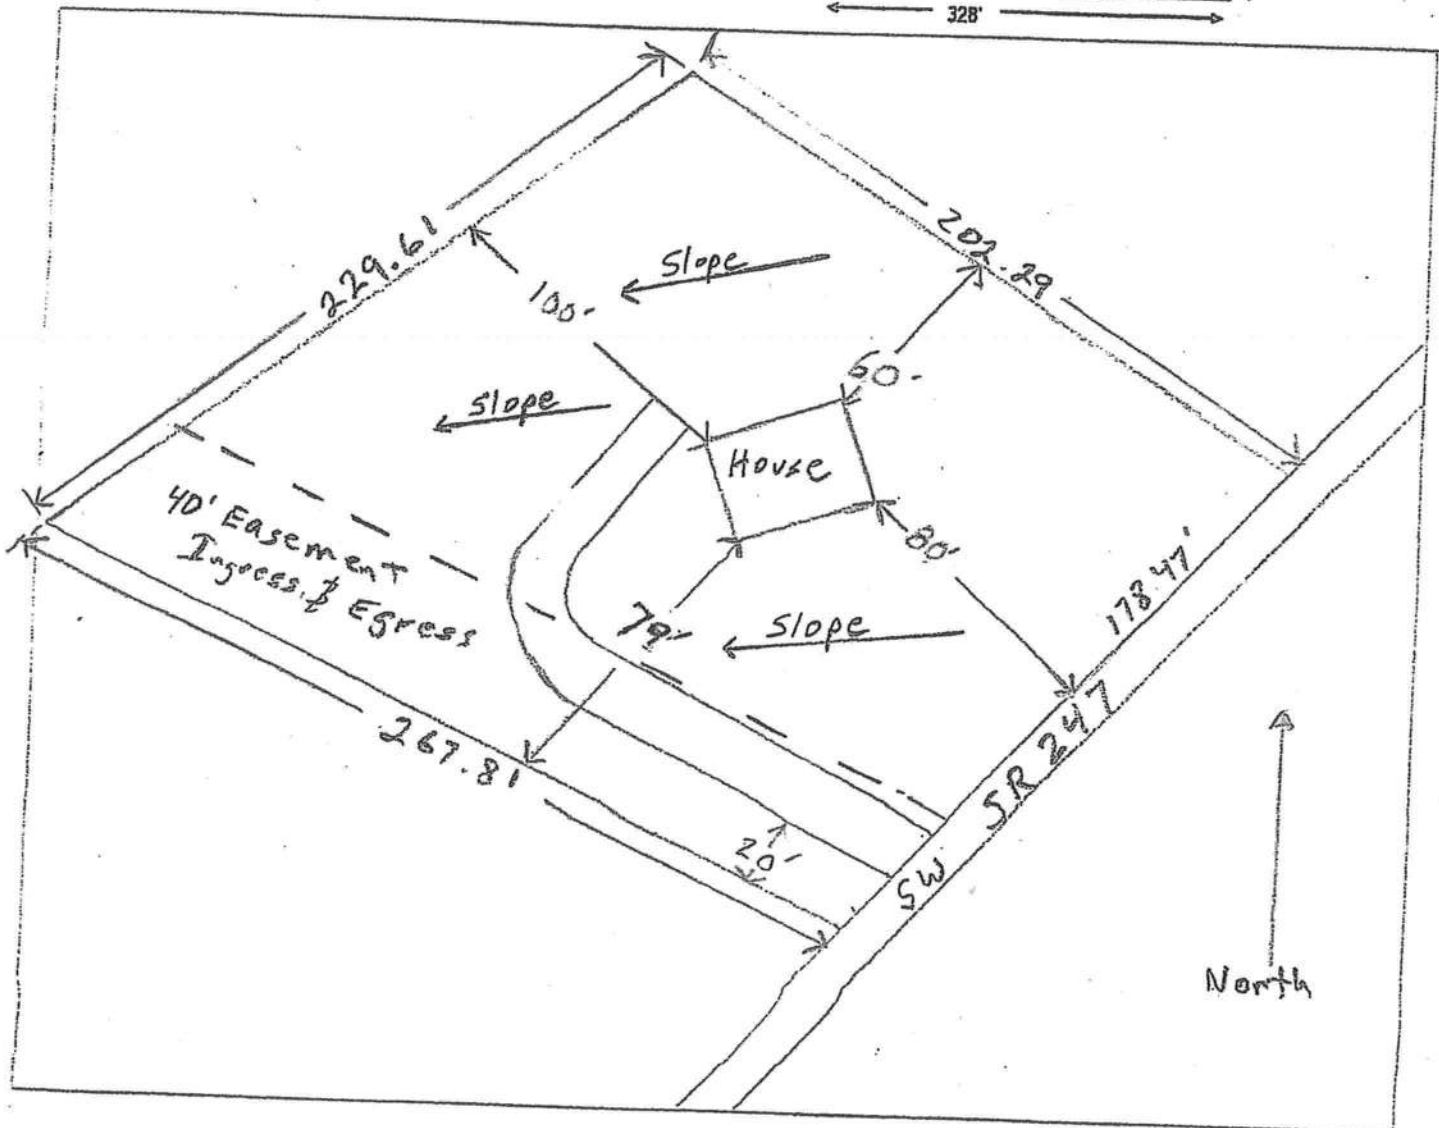 328'
229.61
202.29
Slope
100'
60'
Slope
House
40' Easement
Ingress & Egress
80'
178.47'
79'
Slope
267.81
SW SR 247
20'
North